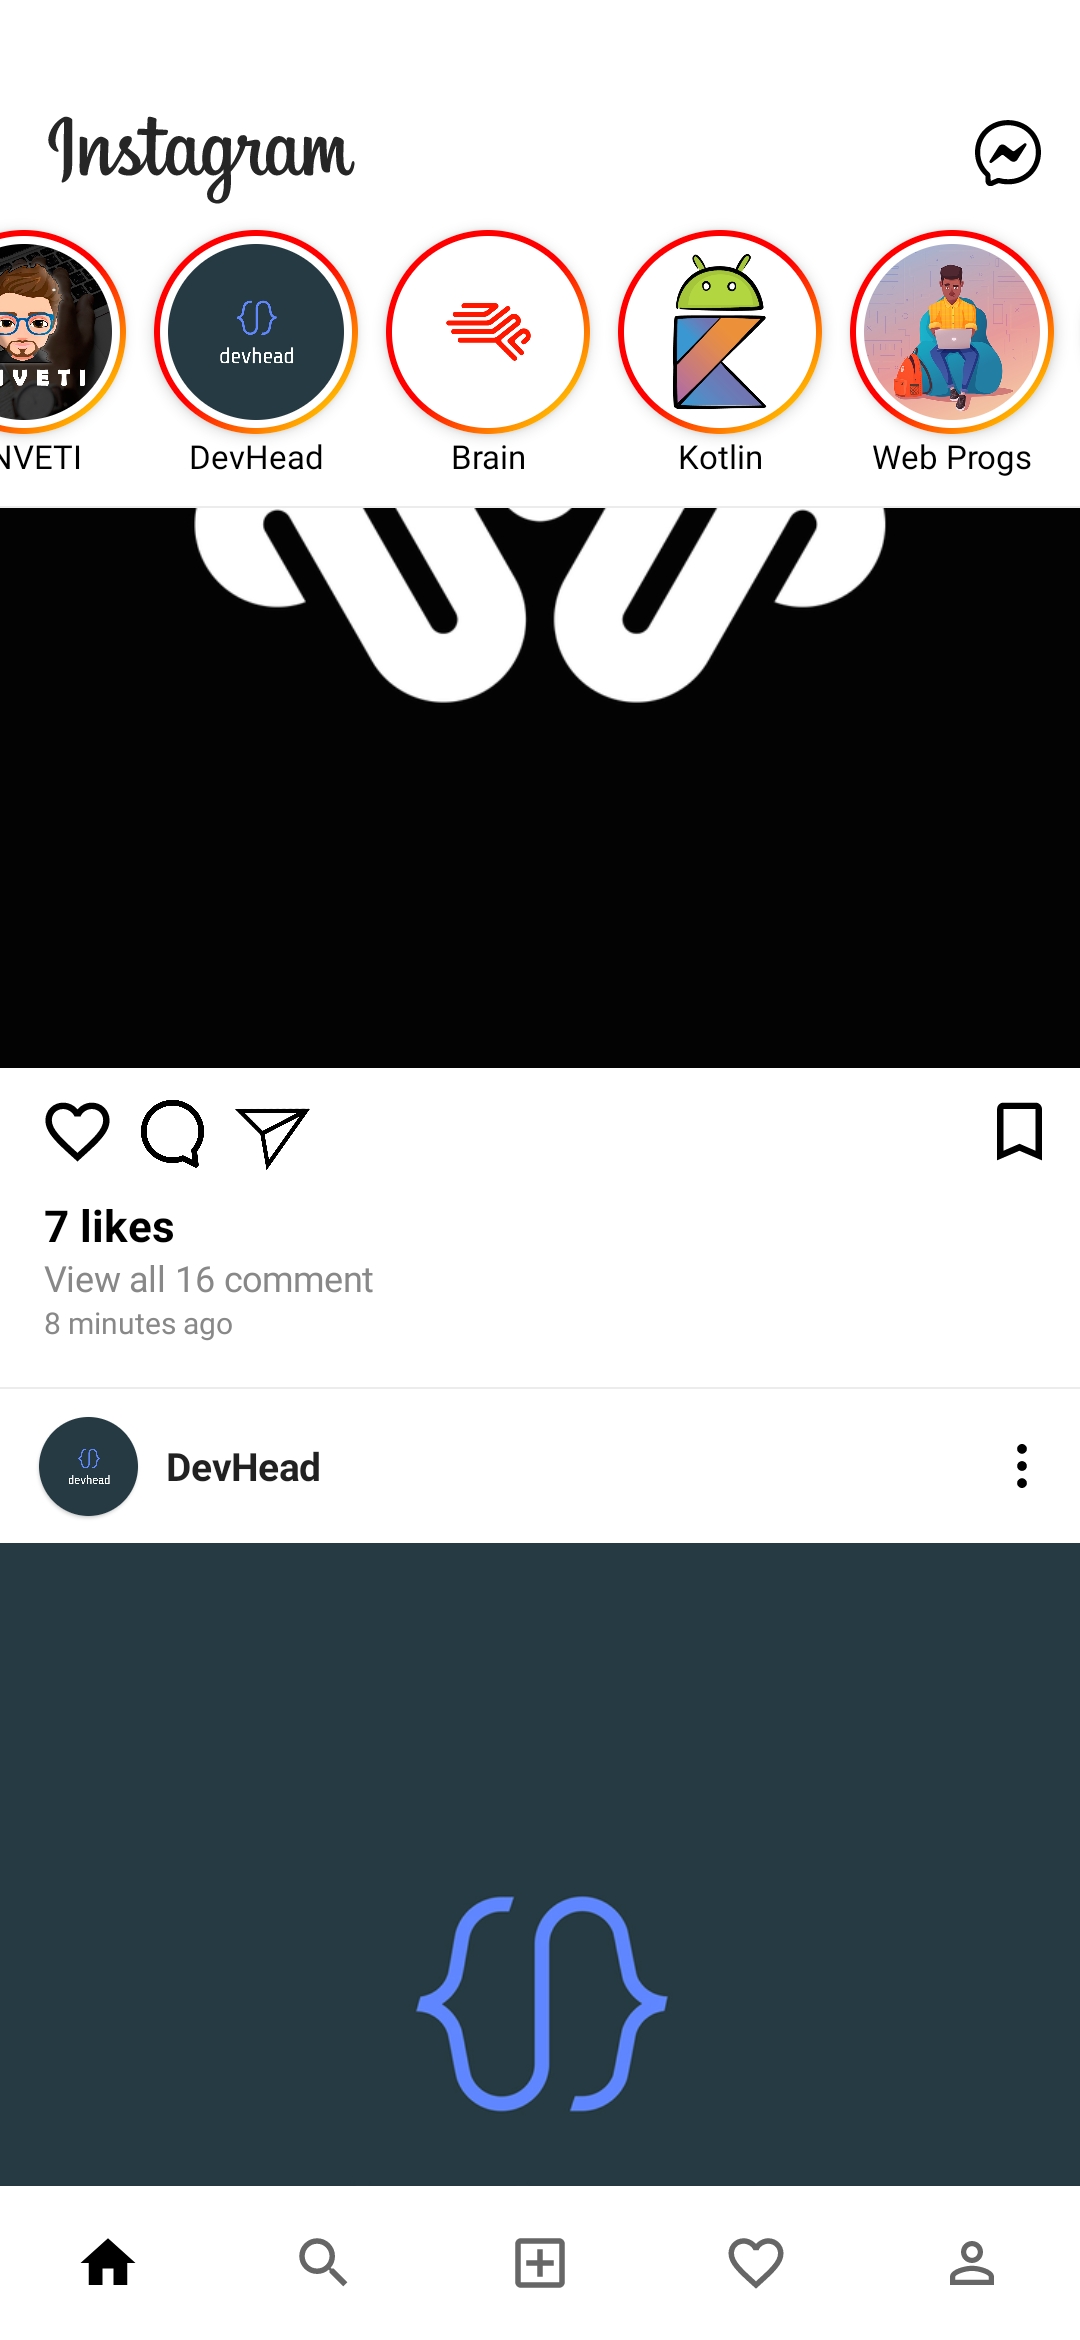 Instagram
NVETI
devhead
NVETI
DevHead
Brain
Kotlin
Web Progs
7 likes
View all 16 comment
8 minutes ago
devhead
DevHead